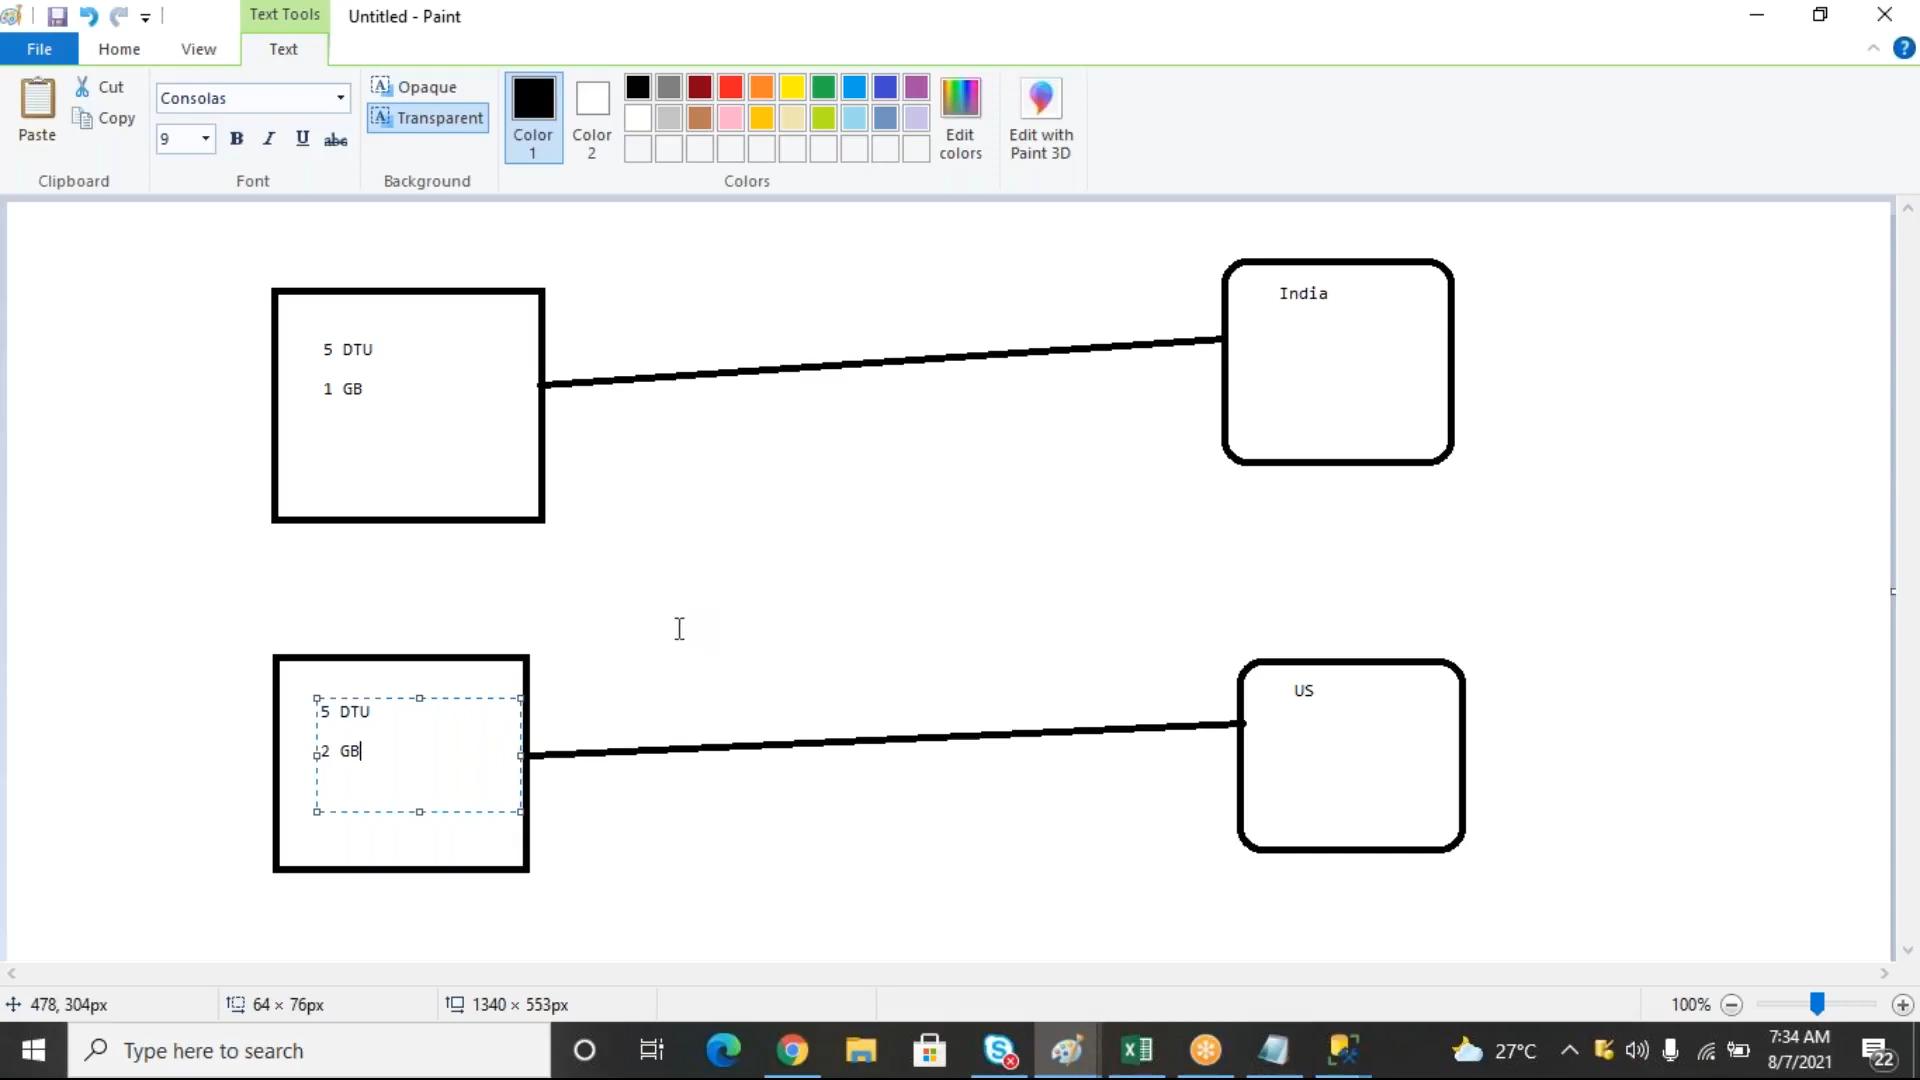 Text Tools
Untitled - Paint
File
Home
View
Text
Paste
Cut
Copy
Clipboard
Consolas
9
B I U abc
Font
Opaque
Transparent
Background
Color 1
Color 2
Edit colors
Colors
Edit with Paint 3D
5 DTU
1 GB
India
5 DTU
2 GB
US
478, 304px
64 × 76px
1340 × 553px
100%
Type here to search
27°C
7:34 AM
8/7/2021
22